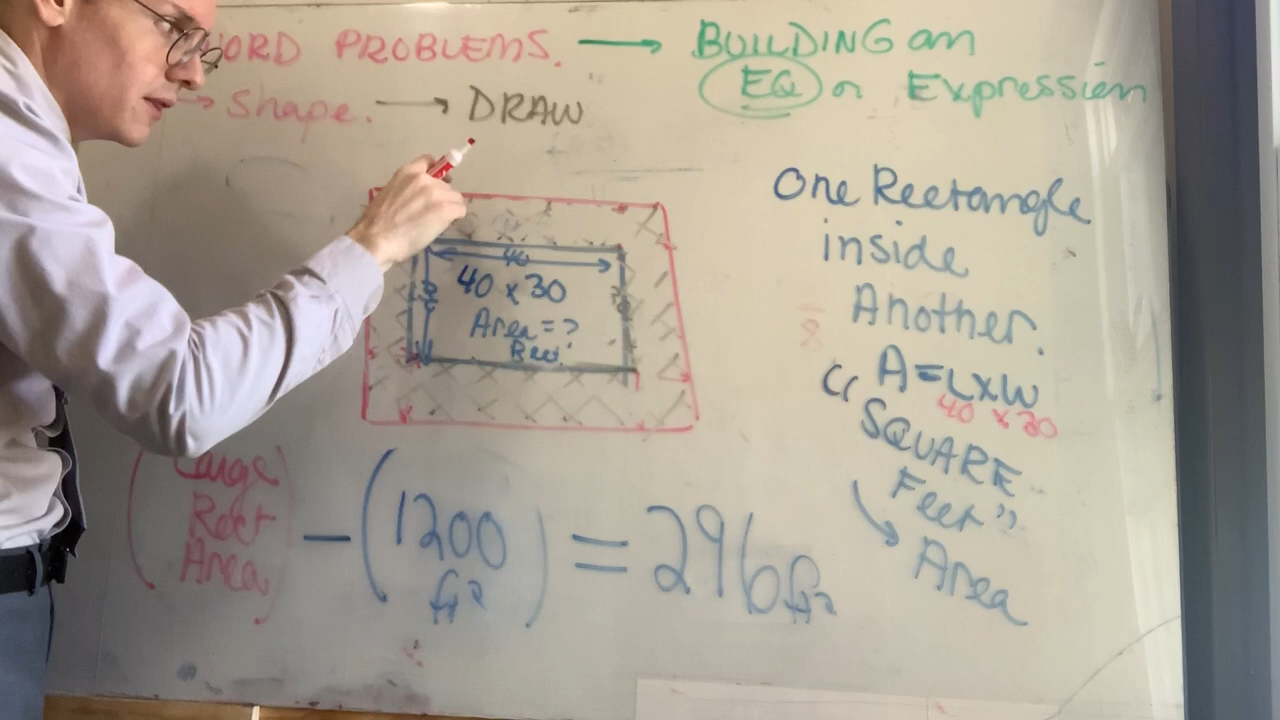 WORD PROBLEMS. → BUILDING an
EQ or Expression
→ Shape. → DRAW
40
40 x 30
Area = ?
One Rectangle
inside
Another.
A = L x W
40 x 30
"SQUARE
Feet"
→ Area
(Large
Rect
Area) - (1200
ft²) = 296 ft²